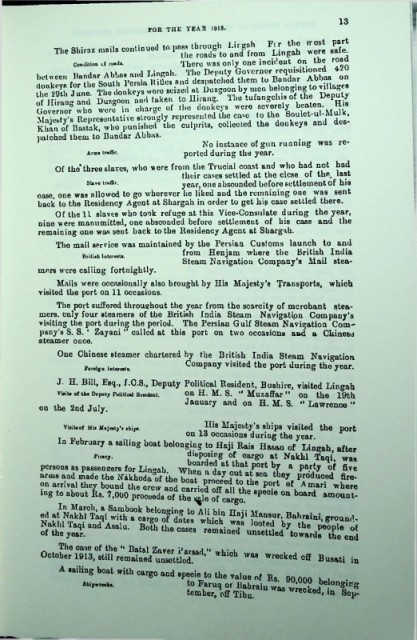 FOR THE YEAR 1918.
13
The Shiraz mails continued to pass through Lingah For the most part
the roads to and from Lingah were safe.
Condition of roads.
There was only one incident on the road
between Bandar Abbas and Lingah. The Deputy Governor requisitioned 420
donkeys for the South Persia Rifles and despatched them to Bandar Abbas on
the 29th June. The donkeys were seized at Dusgoon by men belonging to villages
of Hirang and Dusgoon and taken to Hirang. The tufangchis of the Deputy
Governor who were in charge of the donkeys were severely beaten. His
Majesty's Representative strongly represented the case to the Soulet-ul-Mulk,
Khan of Bastak, who punished the culprits, collected the donkeys and des-
patched them to Bandar Abbas.
No instance of gun running was re-
Arms traffic.
ported during the year.
Of the three slaves, who were from the Trucial coast and who had not had
their cases settled at the close of the last
Slave traffic.
year, one absconded before settlement of his
case, one was allowed to go wherever he liked and the remaining one was sent
back to the Residency Agent at Shargah in order to get his case settled there.
Of the 11 slaves who took refuge at this Vice-Consulate during the year,
nine were manumitted, one absconded before settlement of his case and the
remaining one was sent back to the Residency Agent at Shargah.
The mail service was maintained by the Persian Customs launch to and
British Interests.
from Henjam where the British India
Steam Navigation Company's Mail stea-
mers were calling fortnightly.
Mails were occasionally also brought by His Majesty's Transports, which
visited the port on 11 occasions.
The port suffered throughout the year from the scarcity of merchant stea-
mers, only four steamers of the British India Steam Navigation Company's
visiting the port during the period. The Persian Gulf Steam Navigation Com-
pany's S. S. " Zayani " called at this port on two occasions and a Chinese
steamer once.
One Chinese steamer chartered by the British India Steam Navigation
Company visited the port during the year.
Foreign interests.
J. H. Bill, Esq., I.C.S., Deputy Political Resident, Bushire, visited Lingah
Visits of the Deputy Political Resident.
on H. M. S. " Muzaffar " on the 19th
January and on H. M. S. " Lawrence "
on the 2nd July.
Visits of His Majesty's ships.
His Majesty's ships visited the port
on 13 occasions during the year.
In February a sailing boat belonging to Haji Rais Hasan of Lingah, after
Piracy.
disposing of cargo at Nakhl Taqi, was
boarded at that port by a party of five
persons as passengers for Lingah. When a day out at sea they produced fire-
arms and made the Nakhoda of the boat proceed to the port of Amari where
on arrival they bound the crew and carried off all the specie on board amount-
ing to about Rs. 7,000 proceeds of the sale of cargo.
In March, a Sambook belonging to Ali bin Haji Mansur, Bahraini, ground-
ed at Nakhl Taqi with a cargo of dates which was looted by the people of
Nakhl Taqi and Asalu. Both the cases remained unsettled towards the end
of the year.
The case of the " Batal Zaver i'arsad," which was wrecked off Busati in
October 1913, still remained unsettled.
A sailing boat with cargo and specie to the value of Rs. 90,000 belonging
Shipwrecks.
to Faruq of Bahrain was wrecked, in Sep-
tember, off Tibn.